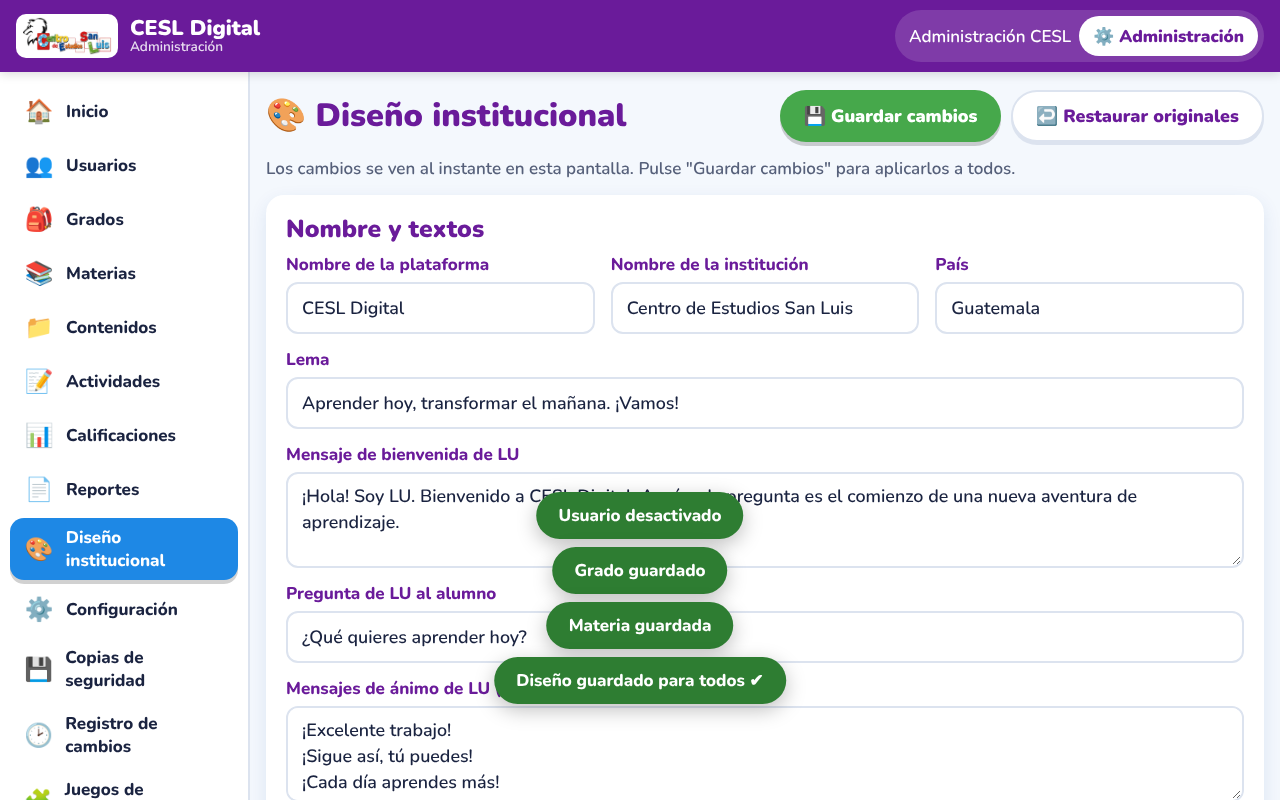 Centro de Estudios San Luis
CESL Digital
Administración
Administración CESL
Administración
Inicio
Usuarios
Grados
Materias
Contenidos
Actividades
Calificaciones
Reportes
Diseño
institucional
Configuración
Copias de
seguridad
Registro de
cambios
Juegos de
Diseño institucional
Guardar cambios
Restaurar originales
Los cambios se ven al instante en esta pantalla. Pulse "Guardar cambios" para aplicarlos a todos.
Nombre y textos
Nombre de la plataforma
Nombre de la institución
País
CESL Digital
Centro de Estudios San Luis
Guatemala
Lema
Aprender hoy, transformar el mañana. ¡Vamos!
Mensaje de bienvenida de LU
¡Hola! Soy LU. Bienvenido a pregunta es el comienzo de una nueva aventura de
aprendizaje.
Usuario desactivado
Grado guardado
Pregunta de LU al alumno
¿Qué quieres aprender hoy?
Materia guardada
Diseño guardado para todos ✔
Mensajes de ánimo de LU
¡Excelente trabajo!
¡Sigue así, tú puedes!
¡Cada día aprendes más!